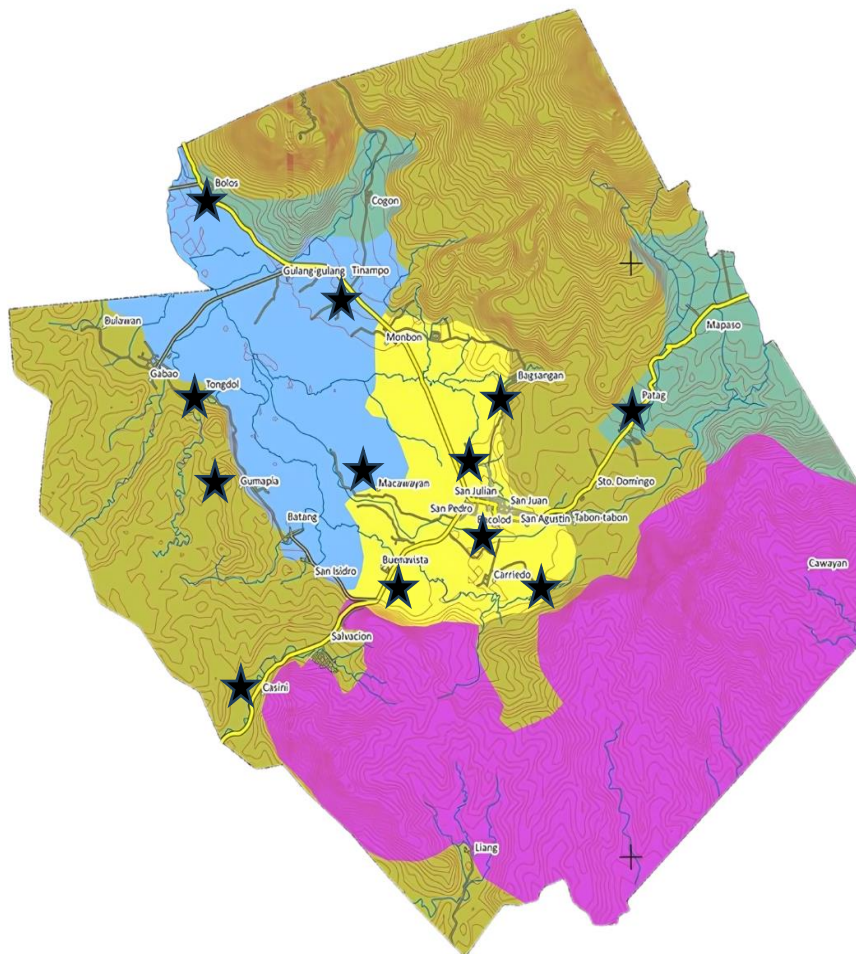 Bolos
Cogon
Gulang-gulang Tinampo
Mapaso
Dulawan
Monbon
Gabao
Bagsangan
Tongdol
Patag
Gumapia
Macawayan
Sto. Domingo
San Julian
San Juan
San Pedro
Bacolod
San Agustin
Tabon-tabon
Batang
Buenavista
Cawayan
San Isidro
Carriedo
Salvacion
Casini
Liang